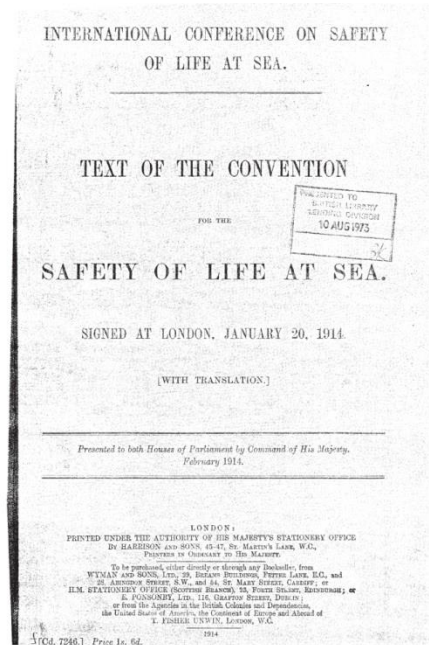 INTERNATIONAL CONFERENCE ON SAFETY
OF LIFE AT SEA.
TEXT OF THE CONVENTION
PRESENTED TO
BRITISH LIBRARY
LENDING DIVISION
10 AUG 1973
FOR THE
SAFETY OF LIFE AT SEA.
SIGNED AT LONDON, JANUARY 20, 1914.
[WITH TRANSLATION.]
Presented to both Houses of Parliament by Command of His Majesty.
February 1914.
LONDON:
PRINTED UNDER THE AUTHORITY OF HIS MAJESTY'S STATIONERY OFFICE
BY HARRISON AND SONS, 45-47, ST. MARTIN'S LANE, W.C.,
PRINTERS IN ORDINARY TO HIS MAJESTY.
To be purchased, either directly or through any Bookseller, from
WYMAN AND SONS, LTD., 29, BREAMS BUILDINGS, FETTER LANE, E.C., and
28, ABINGDON STREET, S.W., and 54, ST. MARY STREET, CARDIFF; or
H.M. STATIONERY OFFICE (SCOTTISH BRANCH), 23, FORTH STREET, EDINBURGH; or
E. PONSONBY, LTD., 116, GRAFTON STREET, DUBLIN;
or from the Agencies in the British Colonies and Dependencies,
the United States of America, the Continent of Europe and Abroad of
T. FISHER UNWIN, LONDON, W.C.
1914
[Cd. 7246.] Price 1s. 6d.